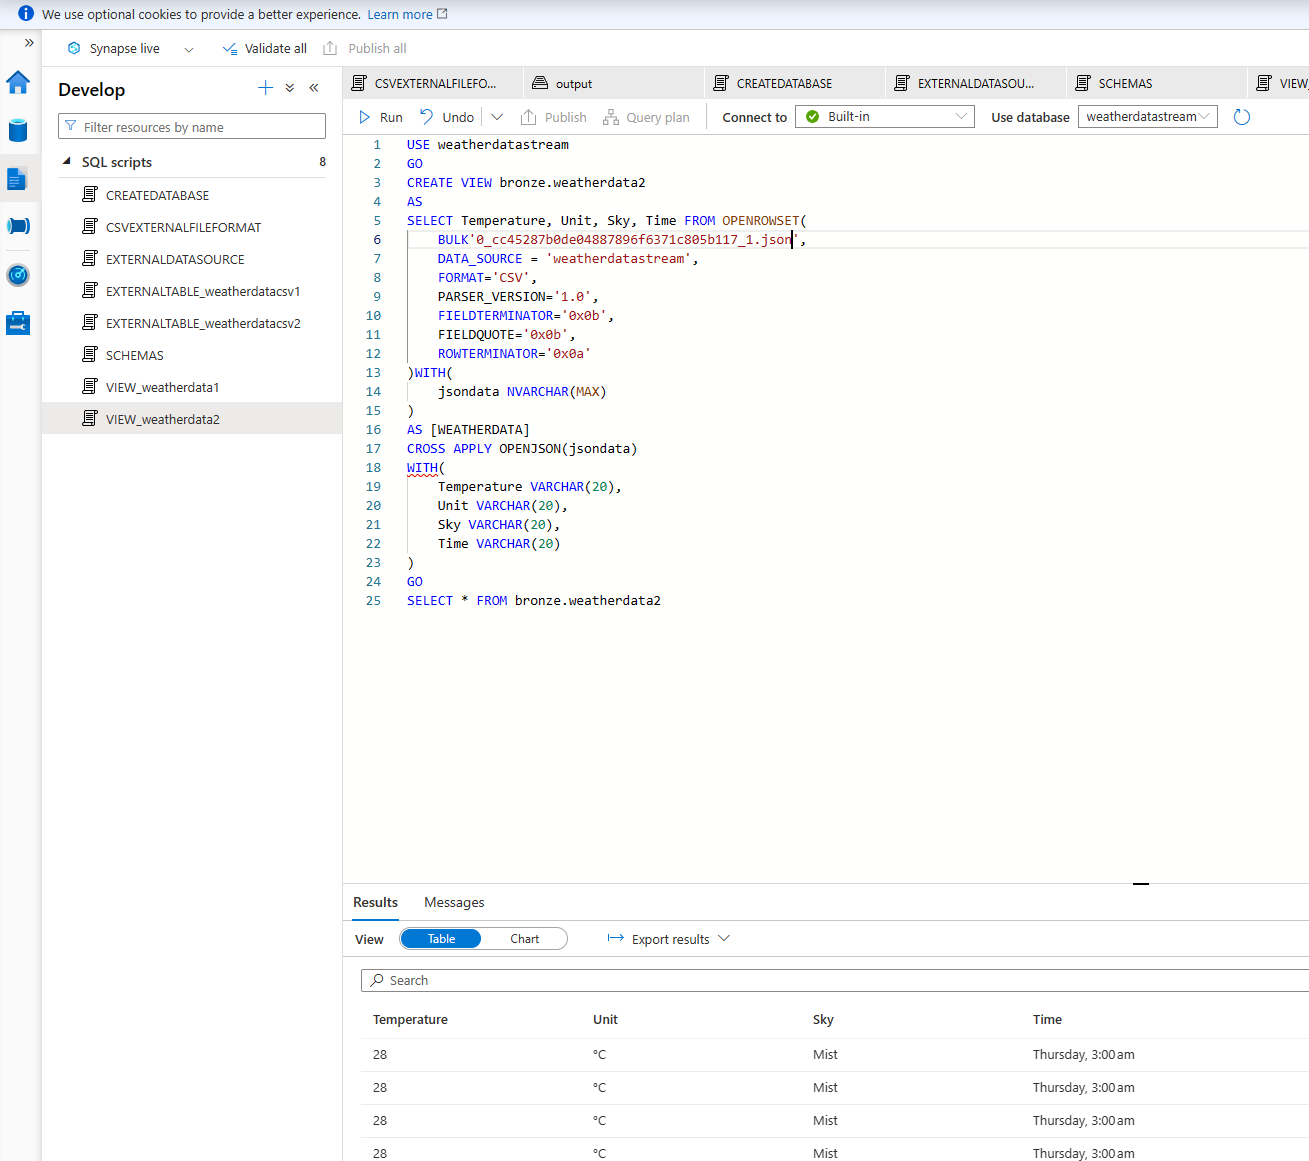 We use optional cookies to provide a better experience. Learn more
Synapse live Validate all Publish all
Develop
Filter resources by name
SQL scripts 8
CREATEDATABASE
CSVEXTERNALFILEFORMAT
EXTERNALDATASOURCE
EXTERNALTABLE_weatherdatacsv1
EXTERNALTABLE_weatherdatacsv2
SCHEMAS
VIEW_weatherdata1
VIEW_weatherdata2
CSVEXTERNALFILEFO... output CREATEDATABASE EXTERNALDATASOU... SCHEMAS VIEW_
Run Undo Publish Query plan Connect to Built-in Use database weatherdatastream
1 USE weatherdatastream
2 GO
3 CREATE VIEW bronze.weatherdata2
4 AS
5 SELECT Temperature, Unit, Sky, Time FROM OPENROWSET(
6 BULK'0_cc45287b0de04887896f6371c805b117_1.json',
7 DATA_SOURCE = 'weatherdatastream',
8 FORMAT='CSV',
9 PARSER_VERSION='1.0',
10 FIELDTERMINATOR='0x0b',
11 FIELDQUOTE='0x0b',
12 ROWTERMINATOR='0x0a'
13 )WITH(
14 jsondata NVARCHAR(MAX)
15 )
16 AS [WEATHERDATA]
17 CROSS APPLY OPENJSON(jsondata)
18 WITH(
19 Temperature VARCHAR(20),
20 Unit VARCHAR(20),
21 Sky VARCHAR(20),
22 Time VARCHAR(20)
23 )
24 GO
25 SELECT * FROM bronze.weatherdata2
Results Messages
View Table Chart Export results
Search
Temperature Unit Sky Time
28 °C Mist Thursday, 3:00 am
28 °C Mist Thursday, 3:00 am
28 °C Mist Thursday, 3:00 am
28 °C Mist Thursday, 3:00 am